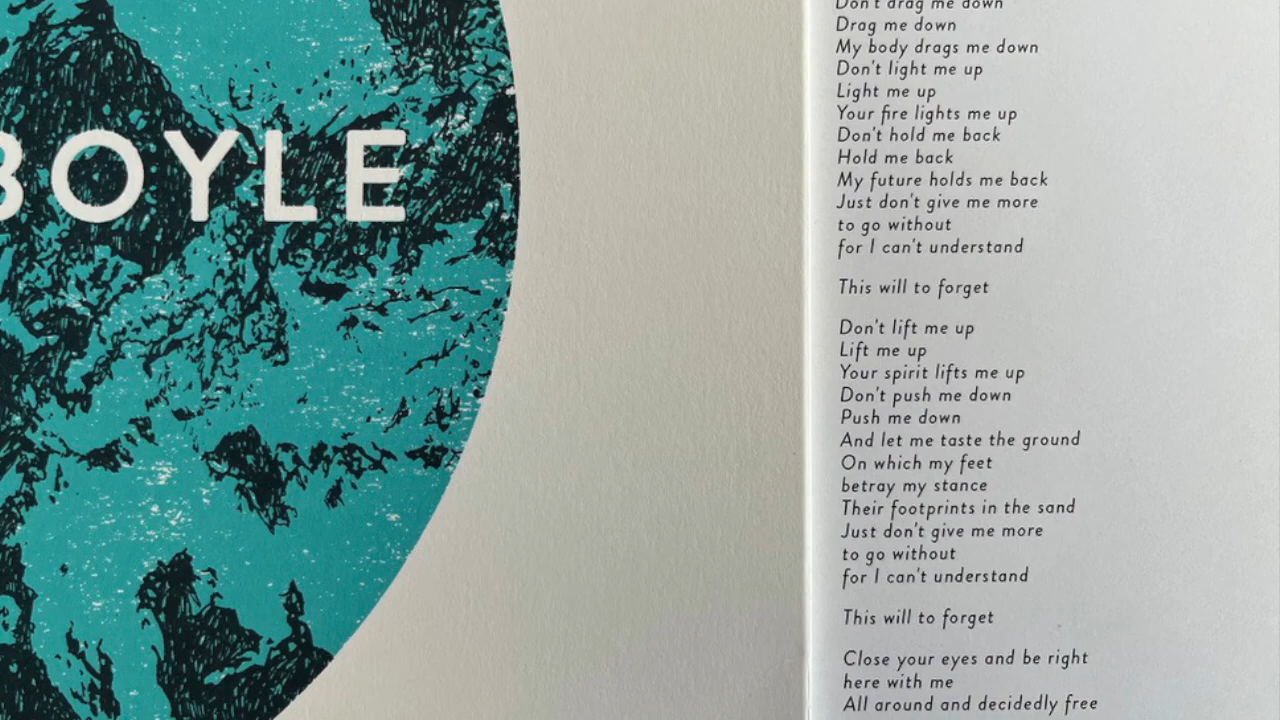 BOYLE
Don't drag me down
Drag me down
My body drags me down
Don't light me up
Light me up
Your fire lights me up
Don't hold me back
Hold me back
My future holds me back
Just don't give me more
to go without
for I can't understand
This will to forget
Don't lift me up
Lift me up
Your spirit lifts me up
Don't push me down
Push me down
And let me taste the ground
On which my feet
betray my stance
Their footprints in the sand
Just don't give me more
to go without
for I can't understand
This will to forget
Close your eyes and be right
here with me
All around and decidedly free